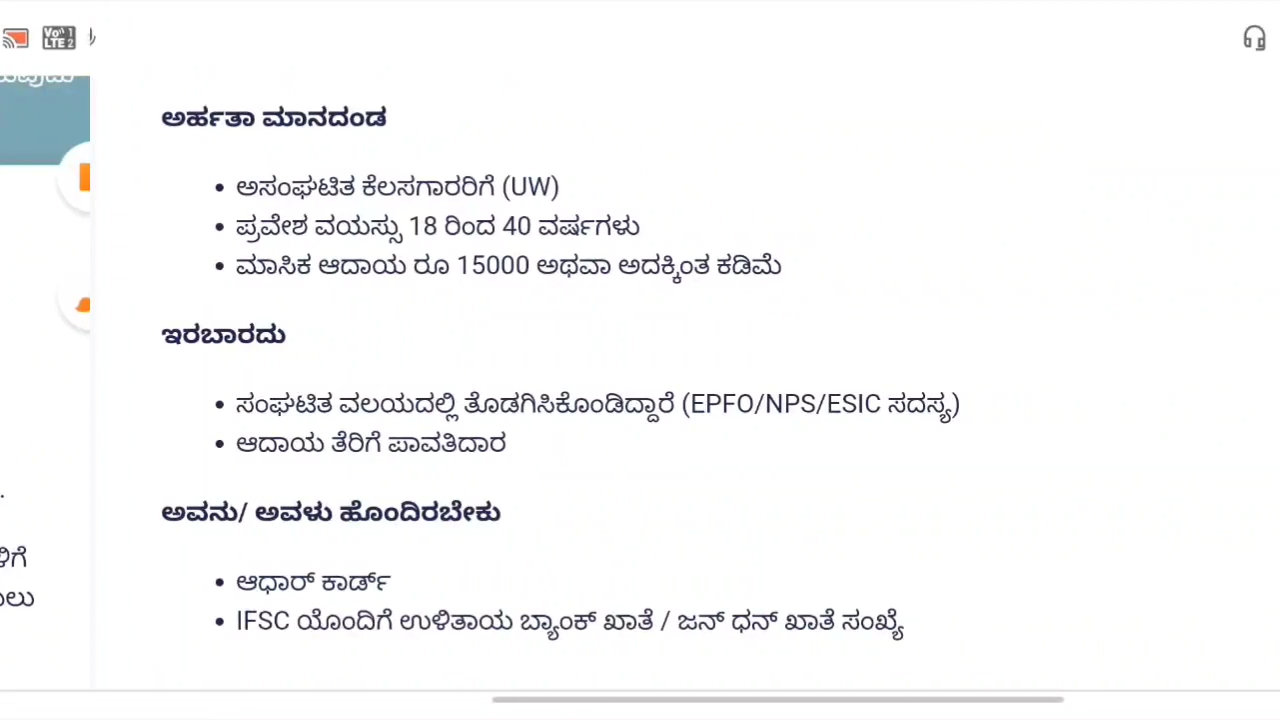 ಅರ್ಹತಾ ಮಾನದಂಡ
• ಅಸಂಘಟಿತ ಕೆಲಸಗಾರರಿಗೆ (UW)
• ಪ್ರವೇಶ ವಯಸ್ಸು 18 ರಿಂದ 40 ವರ್ಷಗಳು
• ಮಾಸಿಕ ಆದಾಯ ರೂ 15000 ಅಥವಾ ಅದಕ್ಕಿಂತ ಕಡಿಮೆ
ಇರಬಾರದು
• ಸಂಘಟಿತ ವಲಯದಲ್ಲಿ ತೊಡಗಿಸಿಕೊಂಡಿದ್ದಾರೆ (EPFO/NPS/ESIC ಸದಸ್ಯ)
• ಆದಾಯ ತೆರಿಗೆ ಪಾವತಿದಾರ
ಅವನು/ ಅವಳು ಹೊಂದಿರಬೇಕು
• ಆಧಾರ್ ಕಾರ್ಡ್
• IFSC ಯೊಂದಿಗೆ ಉಳಿತಾಯ ಬ್ಯಾಂಕ್ ಖಾತೆ / ಜನ್ ಧನ್ ಖಾತೆ ಸಂಖ್ಯೆ